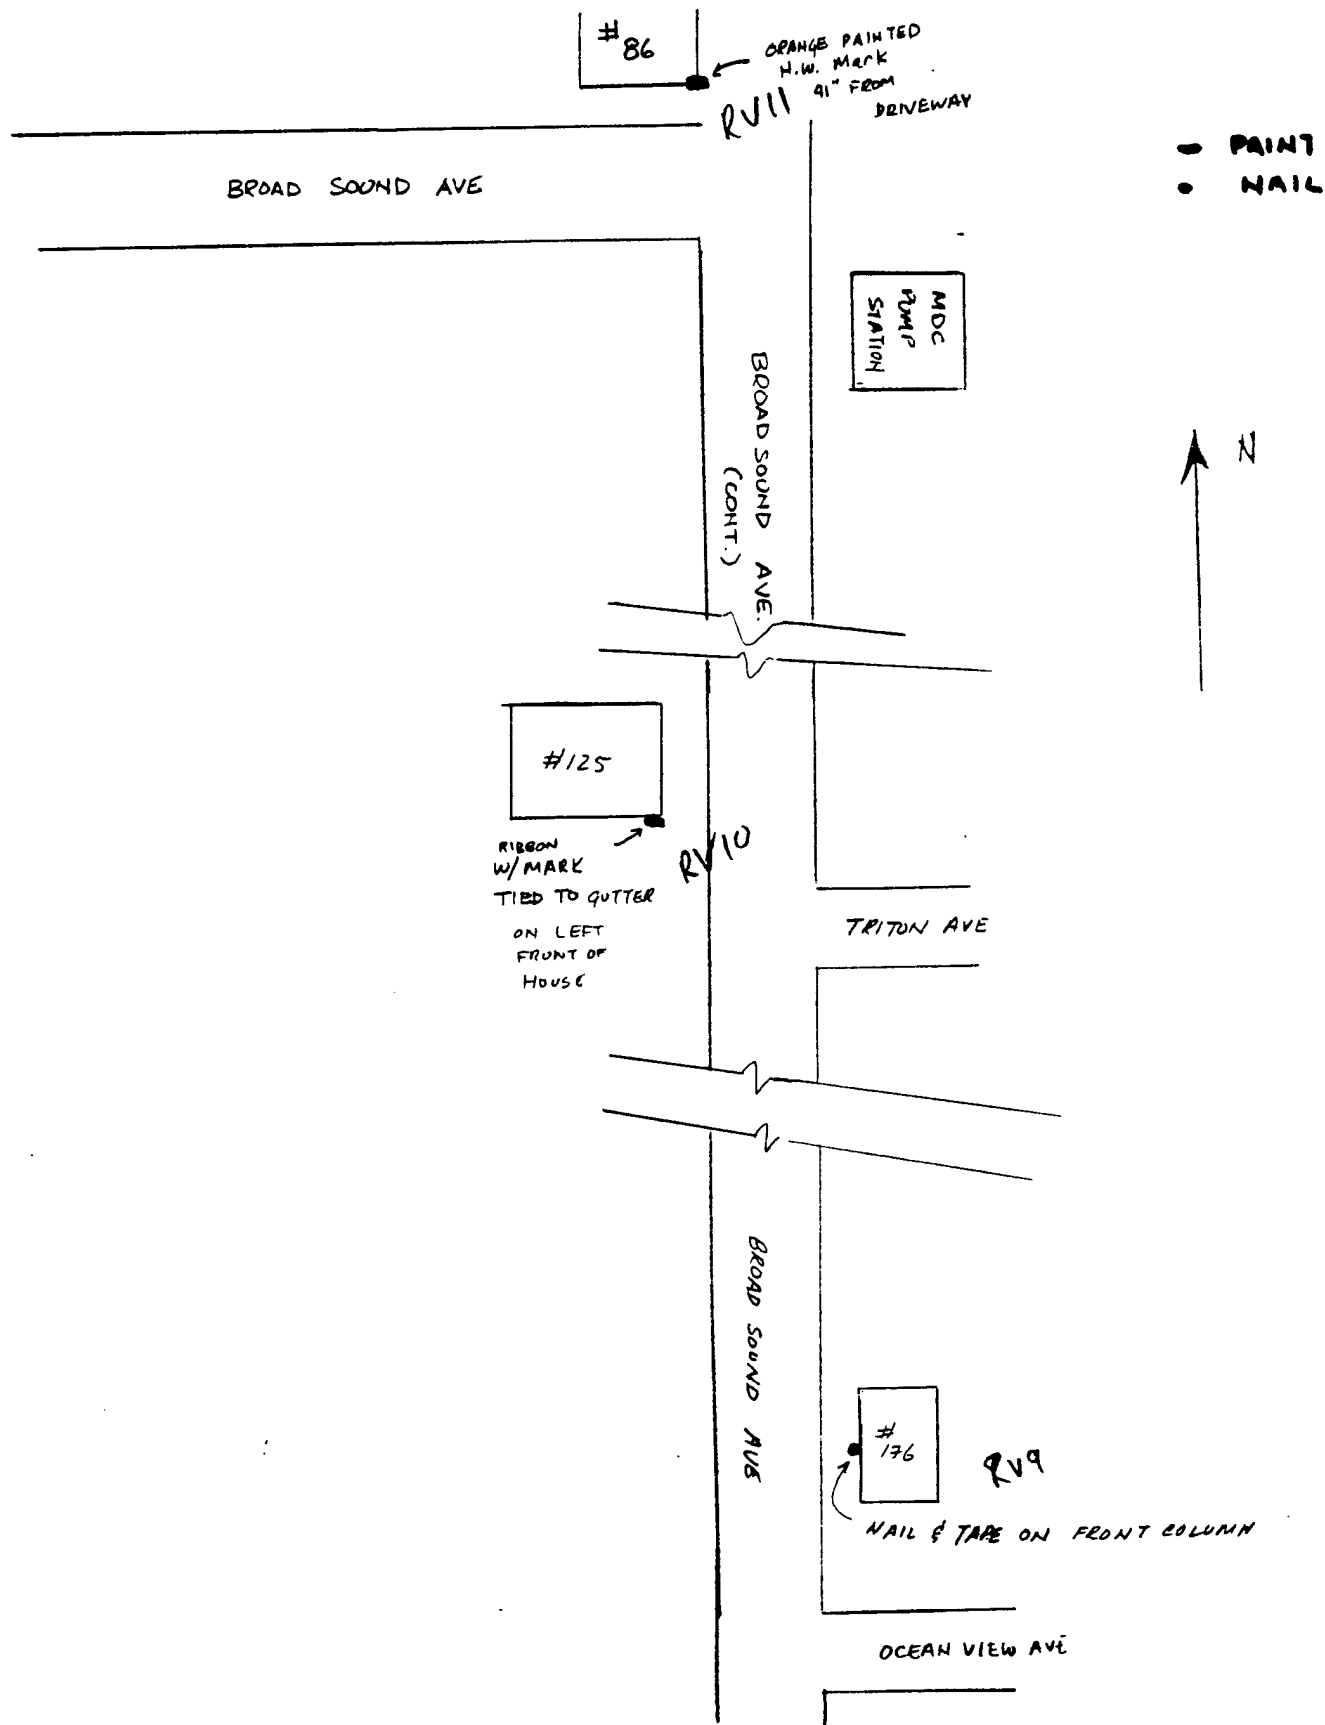 #
86
ORANGE PAINTED
H.W. Mark
41" FROM
DRIVEWAY
RV11
PAINT
NAIL
BROAD SOUND AVE
MDC
PUMP
STATION
BROAD SOUND AVE.
(CONT.)
N
#125
RIBBON
W/ MARK
TIED TO GUTTER
ON LEFT
FRONT OF
HOUSE
RV10
TRITON AVE
BROAD SOUND AVE
#
176
RV9
NAIL & TAPE ON FRONT COLUMN
OCEAN VIEW AVE